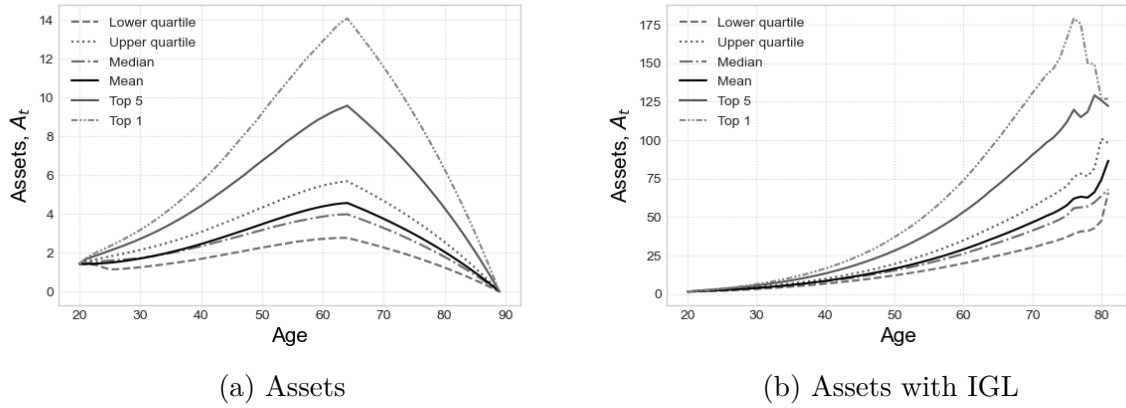 Assets, A_t
14
12
10
8
6
4
2
0
Lower quartile
Upper quartile
Median
Mean
Top 5
Top 1
20 30 40 50 60 70 80 90
Age
(a) Assets
Assets, A_t
175
150
125
100
75
50
25
0
Lower quartile
Upper quartile
Median
Mean
Top 5
Top 1
20 30 40 50 60 70 80
Age
(b) Assets with IGL